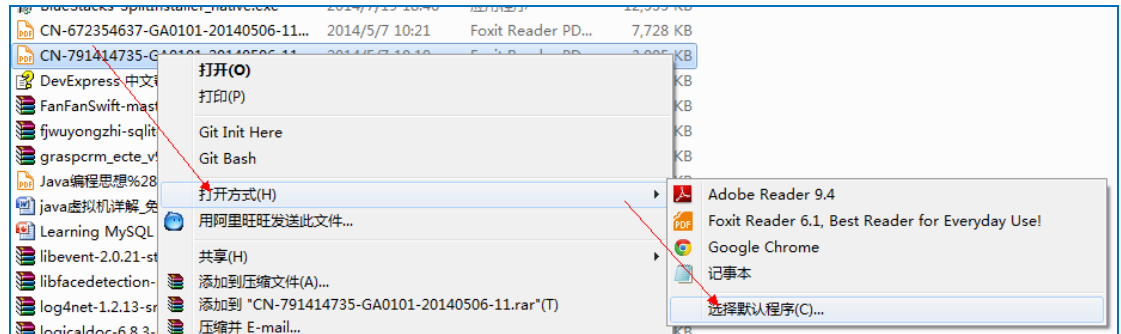 CN-672354637-GA0101-20140506-11... 2014/5/7 10:21 Foxit Reader PD... 7,728 KB
CN-791414735-G KB
DevExpress 中文 KB
FanFanSwift-mast KB
fjwuyongzhi-sqlit KB
graspcrm_ecte_v KB
Java编程思想%28
java虚拟机详解_免
Learning MySQL
libevent-2.0.21-st
libfacedetection-
log4net-1.2.13-sr
logicaldoc-6.8.3- KB
打开(O)
打印(P)
Git Init Here
Git Bash
打开方式(H)
用阿里旺旺发送此文件...
共享(H)
添加到压缩文件(A)...
添加到 "CN-791414735-GA0101-20140506-11.rar"(T)
压缩并 E-mail...
Adobe Reader 9.4
Foxit Reader 6.1, Best Reader for Everyday Use!
Google Chrome
记事本
选择默认程序(C)...